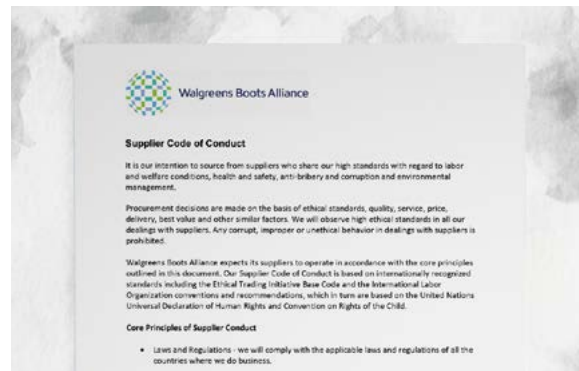 Walgreens Boots Alliance
Supplier Code of Conduct
It is our intention to source from suppliers who share our high standards with regard to labor
and welfare conditions, health and safety, anti-bribery and corruption and environmental
management.
Procurement decisions are made on the basis of ethical standards, quality, service, price,
delivery, best value and other similar factors. We will observe high ethical standards in all our
dealings with suppliers. Any corrupt, improper or unethical behavior in dealings with suppliers is
prohibited.
Walgreens Boots Alliance expects its suppliers to operate in accordance with the core principles
outlined in this document. Our Supplier Code of Conduct is based on internationally recognized
standards including the Ethical Trading Initiative Base Code and the International Labor
Organization conventions and recommendations, which in turn are based on the United Nations
Universal Declaration of Human Rights and Convention on Rights of the Child.
Core Principles of Supplier Conduct
• Laws and Regulations - we will comply with the applicable laws and regulations of all the
countries where we do business.